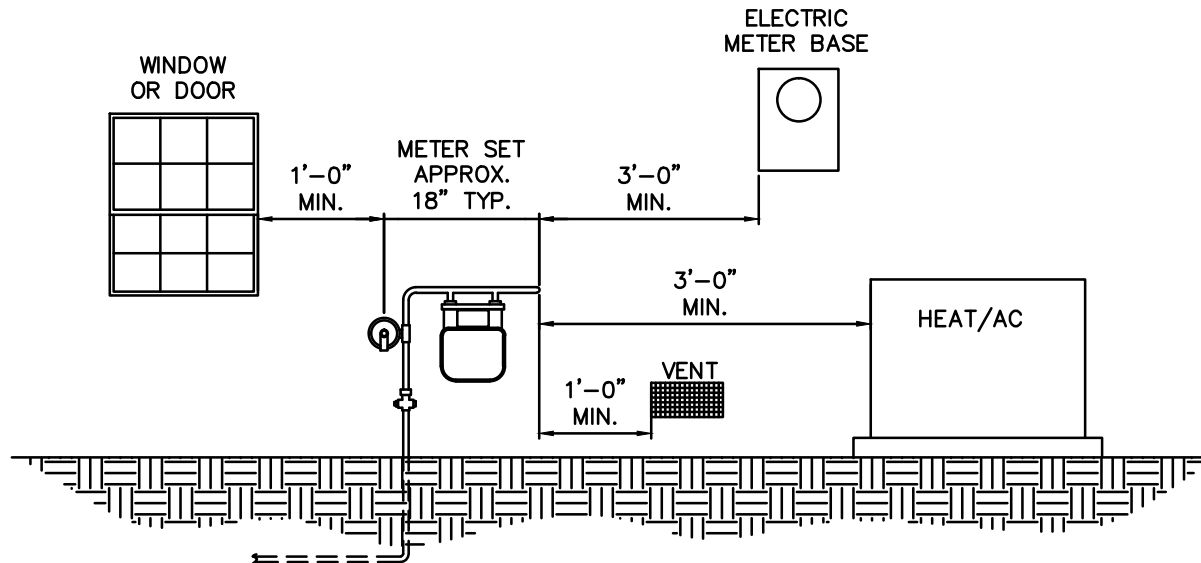 ELECTRIC
METER BASE
WINDOW
OR DOOR
1'-0"
MIN.
METER SET
APPROX.
18" TYP.
3'-0"
MIN.
3'-0"
MIN.
HEAT/AC
VENT
1'-0"
MIN.